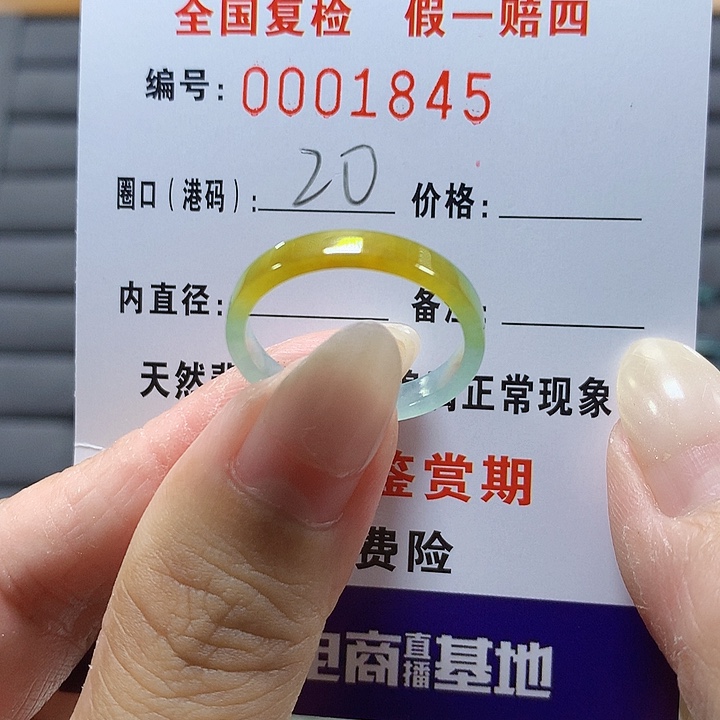 全国复检 假一赔四
编号: 0001845
圈口(港码): 20 价格:
内直径: 备注:
天然 正常现象
鉴赏期
费险
电商直播基地